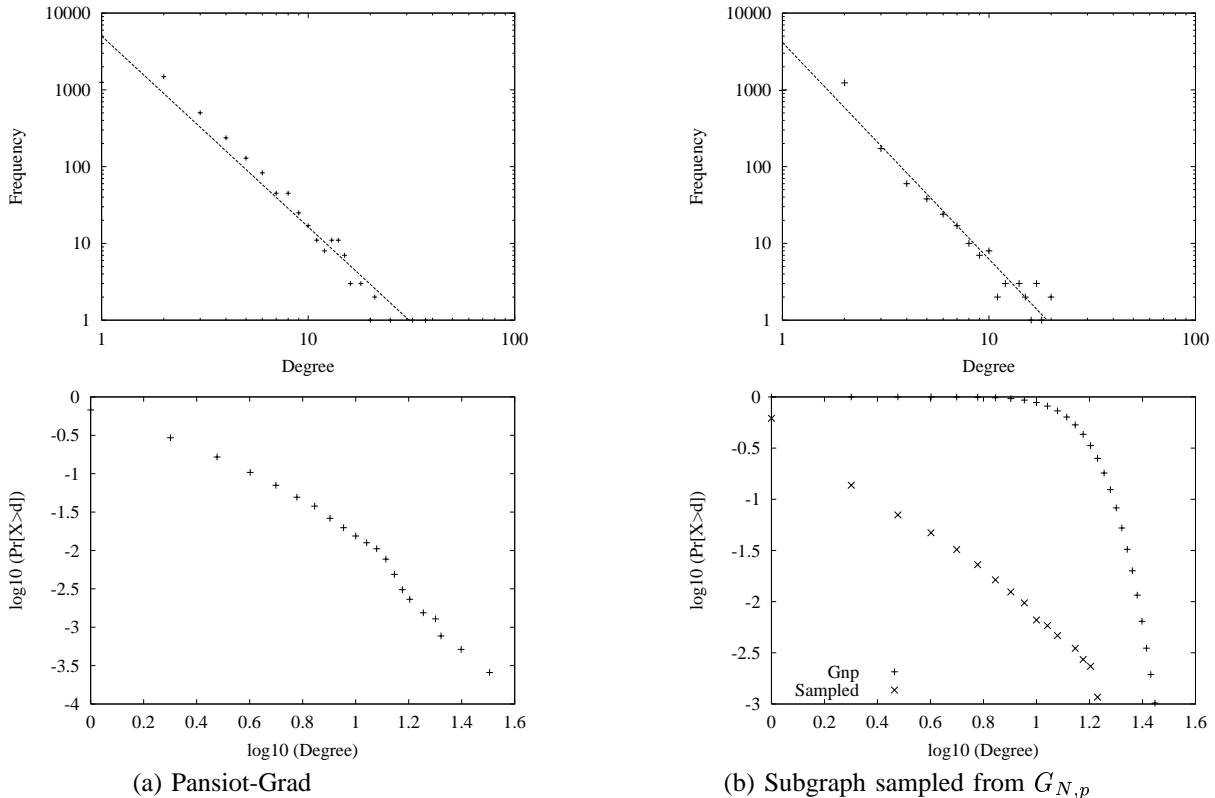 10000
1000
100
10
1
Frequency
1
10
100
Degree
10000
1000
100
10
1
Frequency
1
10
100
Degree
0
-0.5
-1
-1.5
-2
-2.5
-3
-3.5
-4
log10 (Pr[X>d])
0 0.2 0.4 0.6 0.8 1 1.2 1.4 1.6
log10 (Degree)
(a) Pansiot-Grad
0
-0.5
-1
-1.5
-2
-2.5
-3
log10 (Pr[X>d])
Gnp
Sampled
0 0.2 0.4 0.6 0.8 1 1.2 1.4 1.6
log10 (Degree)
(b) Subgraph sampled from G_{N,p}